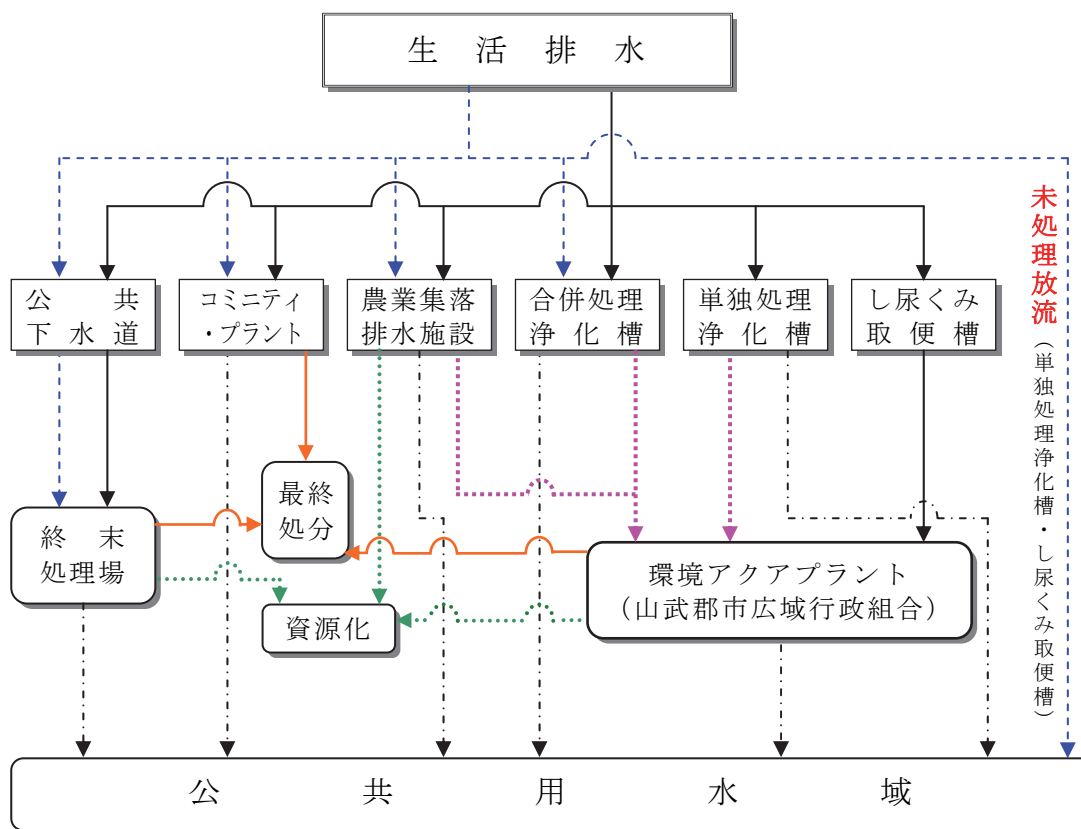 生活排水
未処理放流（単独処理浄化槽・し尿くみ取便槽）
公共
下水道
コミニティ
・プラント
農業集落
排水施設
合併処理
浄化槽
単独処理
浄化槽
し尿くみ
取便槽
最終
処分
終末
処理場
環境アクアプラント
（山武郡市広域行政組合）
資源化
公共用水域